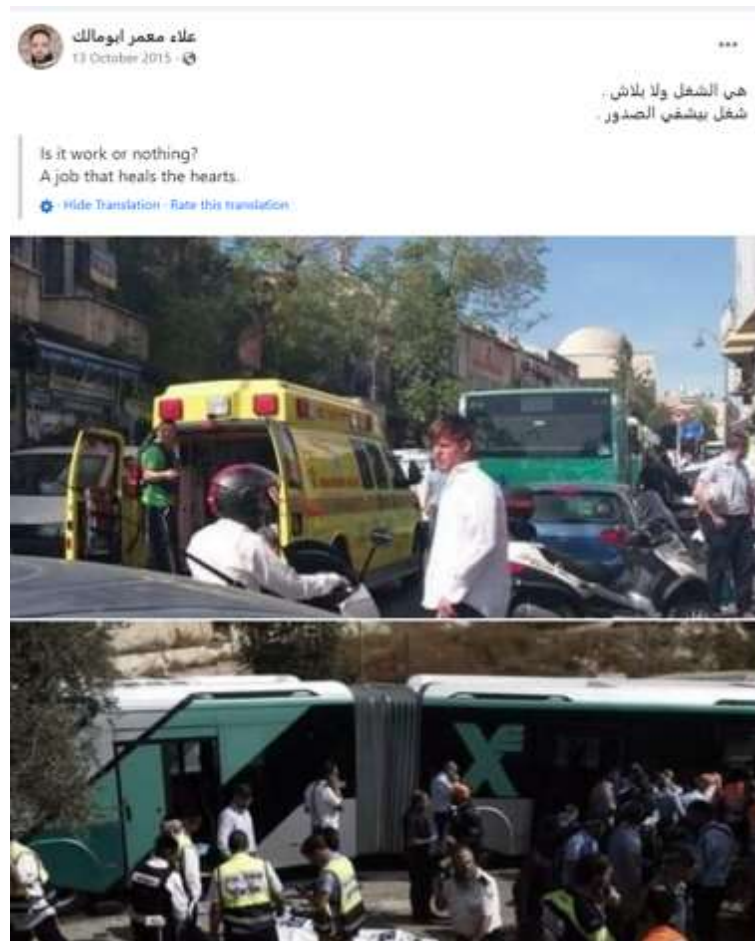 علاء معمر ابومالك
13 October 2015
هي الشغل ولا بلاش .
شغل بيشفي الصدور .
Is it work or nothing?
A job that heals the hearts.
Hide Translation · Rate this translation